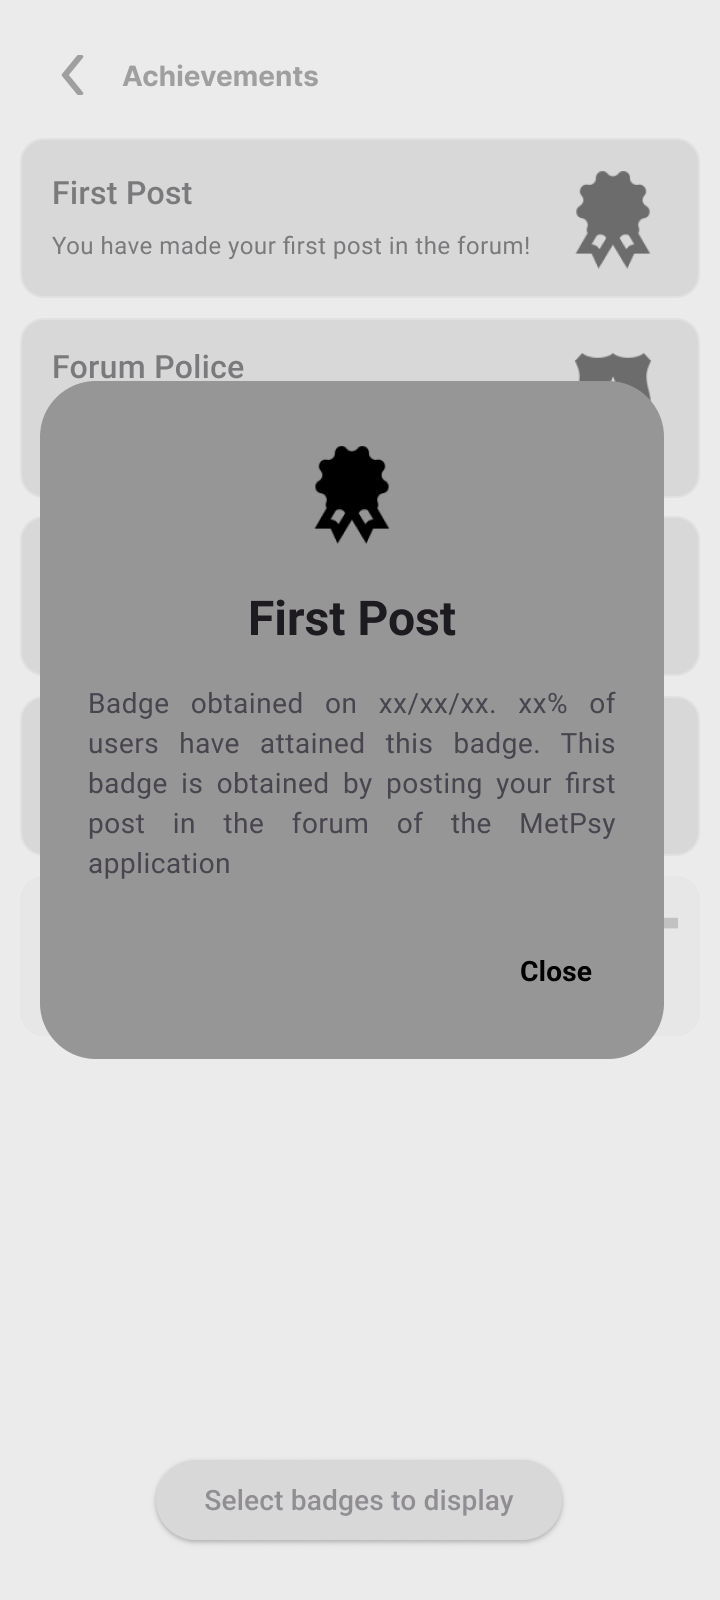 Achievements
First Post
You have made your first post in the forum!
Forum Police
First Post
Badge obtained on xx/xx/xx. xx% of
users have attained this badge. This
badge is obtained by posting your first
post in the forum of the MetPsy
application
Close
Select badges to display